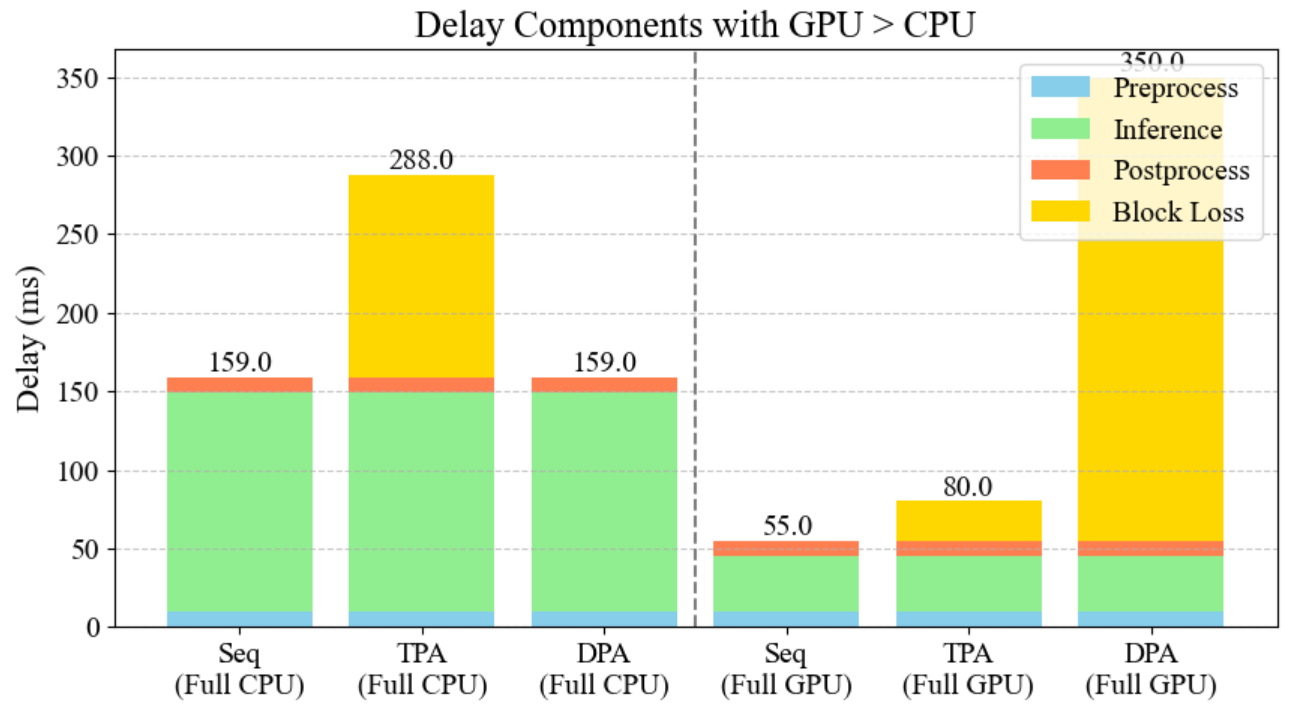 Delay Components with GPU > CPU
Delay (ms)
350
300
250
200
150
100
50
0
159.0
288.0
159.0
55.0
80.0
350.0
Preprocess
Inference
Postprocess
Block Loss
Seq
(Full CPU)
TPA
(Full CPU)
DPA
(Full CPU)
Seq
(Full GPU)
TPA
(Full GPU)
DPA
(Full GPU)